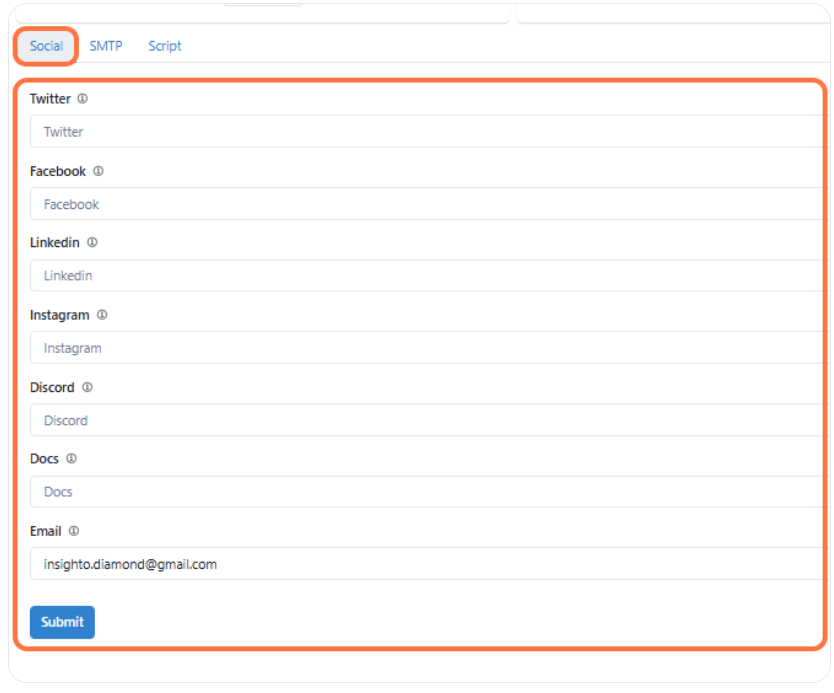 Social SMTP Script
Twitter
Twitter
Facebook
Facebook
Linkedin
Linkedin
Instagram
Instagram
Discord
Discord
Docs
Docs
Email
insighto.diamond@gmail.com
Submit